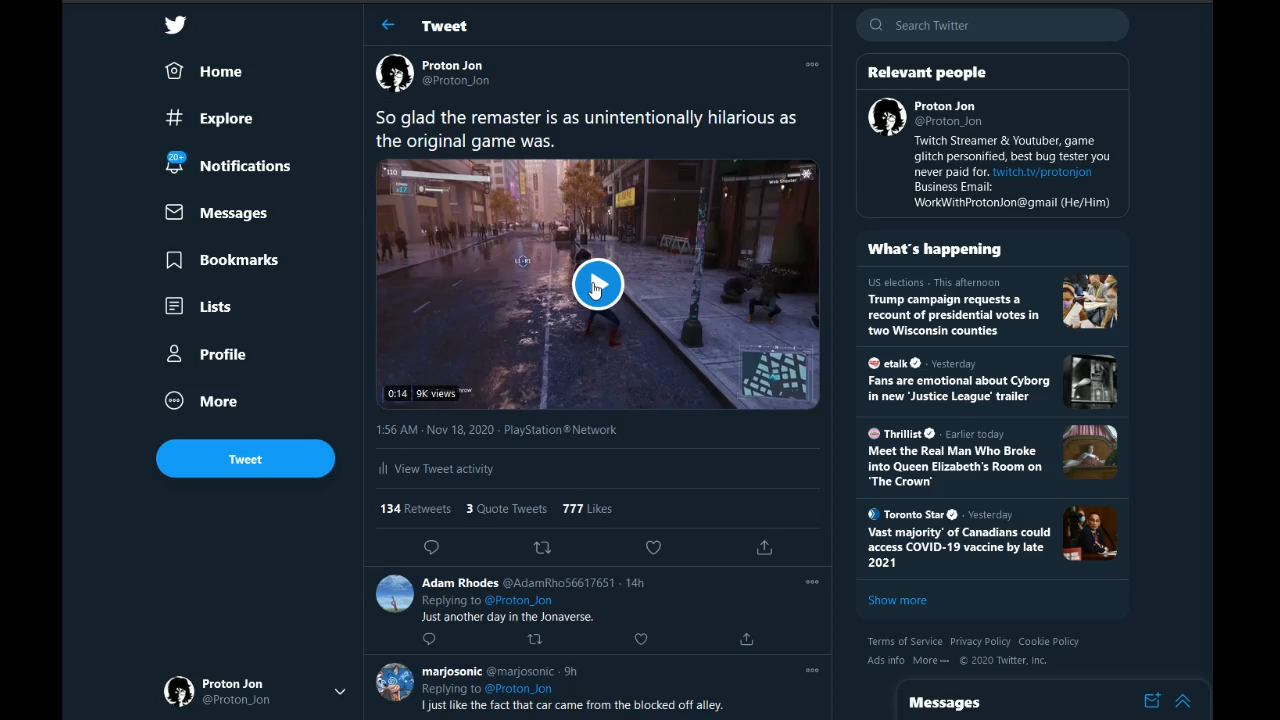 Home
Explore
20+
Notifications
Messages
Bookmarks
Lists
Profile
More
Tweet
Proton Jon
@Proton_Jon
Tweet
Proton Jon
@Proton_Jon
So glad the remaster is as unintentionally hilarious as
the original game was.
110
x17
Web Shooter
L1+R1
0:14 9K views
1:56 AM · Nov 18, 2020 · PlayStation®Network
View Tweet activity
134 Retweets 3 Quote Tweets 777 Likes
Adam Rhodes @AdamRho56617651 · 14h
Replying to @Proton_Jon
Just another day in the Jonaverse.
marjosonic @marjosonic · 9h
Replying to @Proton_Jon
I just like the fact that car came from the blocked off alley.
Search Twitter
Relevant people
Proton Jon
@Proton_Jon
Twitch Streamer & Youtuber, game
glitch personified, best bug tester you
never paid for. twitch.tv/protonjon
Business Email:
WorkWithProtonJon@gmail (He/Him)
What´s happening
US elections · This afternoon
Trump campaign requests a
recount of presidential votes in
two Wisconsin counties
etalk · Yesterday
Fans are emotional about Cyborg
in new 'Justice League' trailer
Thrillist · Earlier today
Meet the Real Man Who Broke
into Queen Elizabeth's Room on
'The Crown'
Toronto Star · Yesterday
Vast majority' of Canadians could
access COVID-19 vaccine by late
2021
Show more
Terms of Service Privacy Policy Cookie Policy
Ads info More © 2020 Twitter, Inc.
Messages